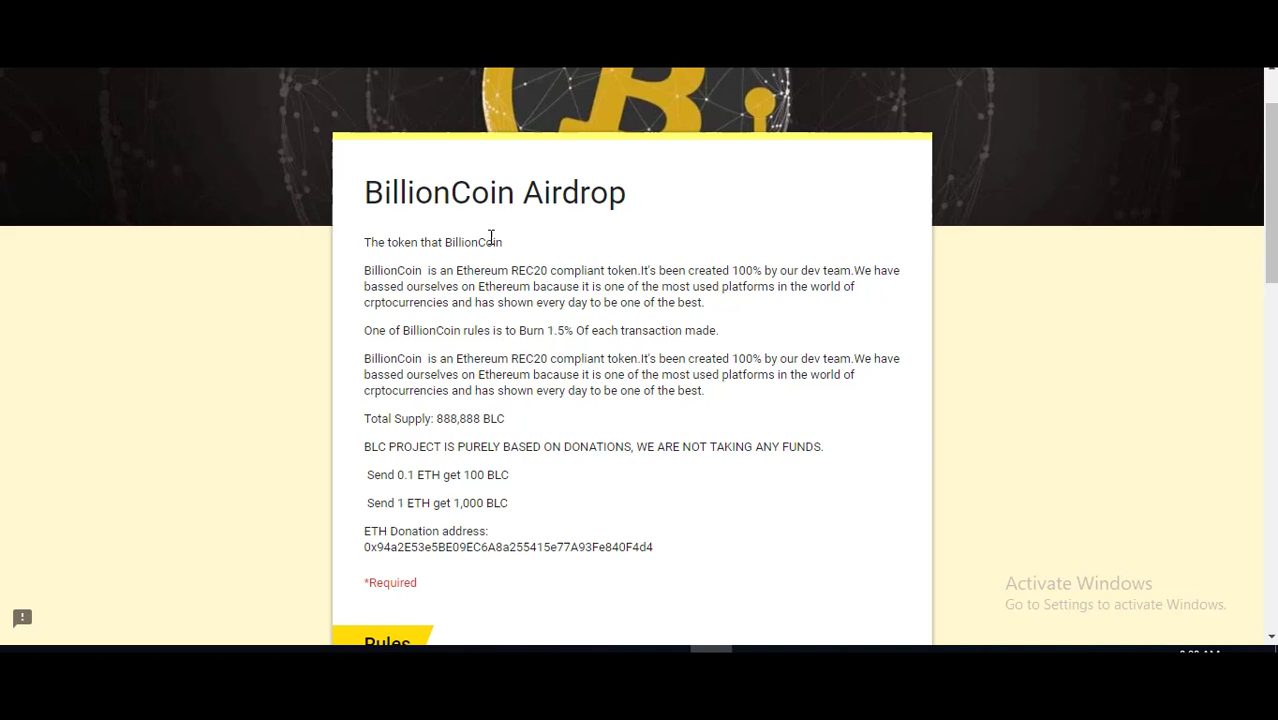 BillionCoin Airdrop
The token that BillionCoin
BillionCoin is an Ethereum REC20 compliant token.It's been created 100% by our dev team.We have
bassed ourselves on Ethereum bacause it is one of the most used platforms in the world of
crptocurrencies and has shown every day to be one of the best.
One of BillionCoin rules is to Burn 1.5% Of each transaction made.
BillionCoin is an Ethereum REC20 compliant token.It's been created 100% by our dev team.We have
bassed ourselves on Ethereum bacause it is one of the most used platforms in the world of
crptocurrencies and has shown every day to be one of the best.
Total Supply: 888,888 BLC
BLC PROJECT IS PURELY BASED ON DONATIONS, WE ARE NOT TAKING ANY FUNDS.
Send 0.1 ETH get 100 BLC
Send 1 ETH get 1,000 BLC
ETH Donation address:
0x94a2E53e5BE09EC6A8a255415e77A93Fe840F4d4
*Required
Activate Windows
Go to Settings to activate Windows.
Rules